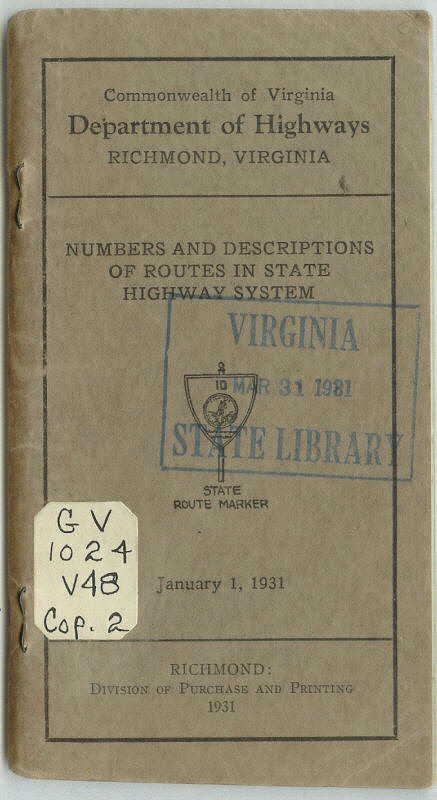 Commonwealth of Virginia
Department of Highways
RICHMOND, VIRGINIA
NUMBERS AND DESCRIPTIONS
OF ROUTES IN STATE
HIGHWAY SYSTEM
VIRGINIA
MAR 31 1931
STATE LIBRARY
10
STATE
ROUTE MARKER
G V
1024
V48
Cop. 2
January 1, 1931
RICHMOND:
DIVISION OF PURCHASE AND PRINTING
1931